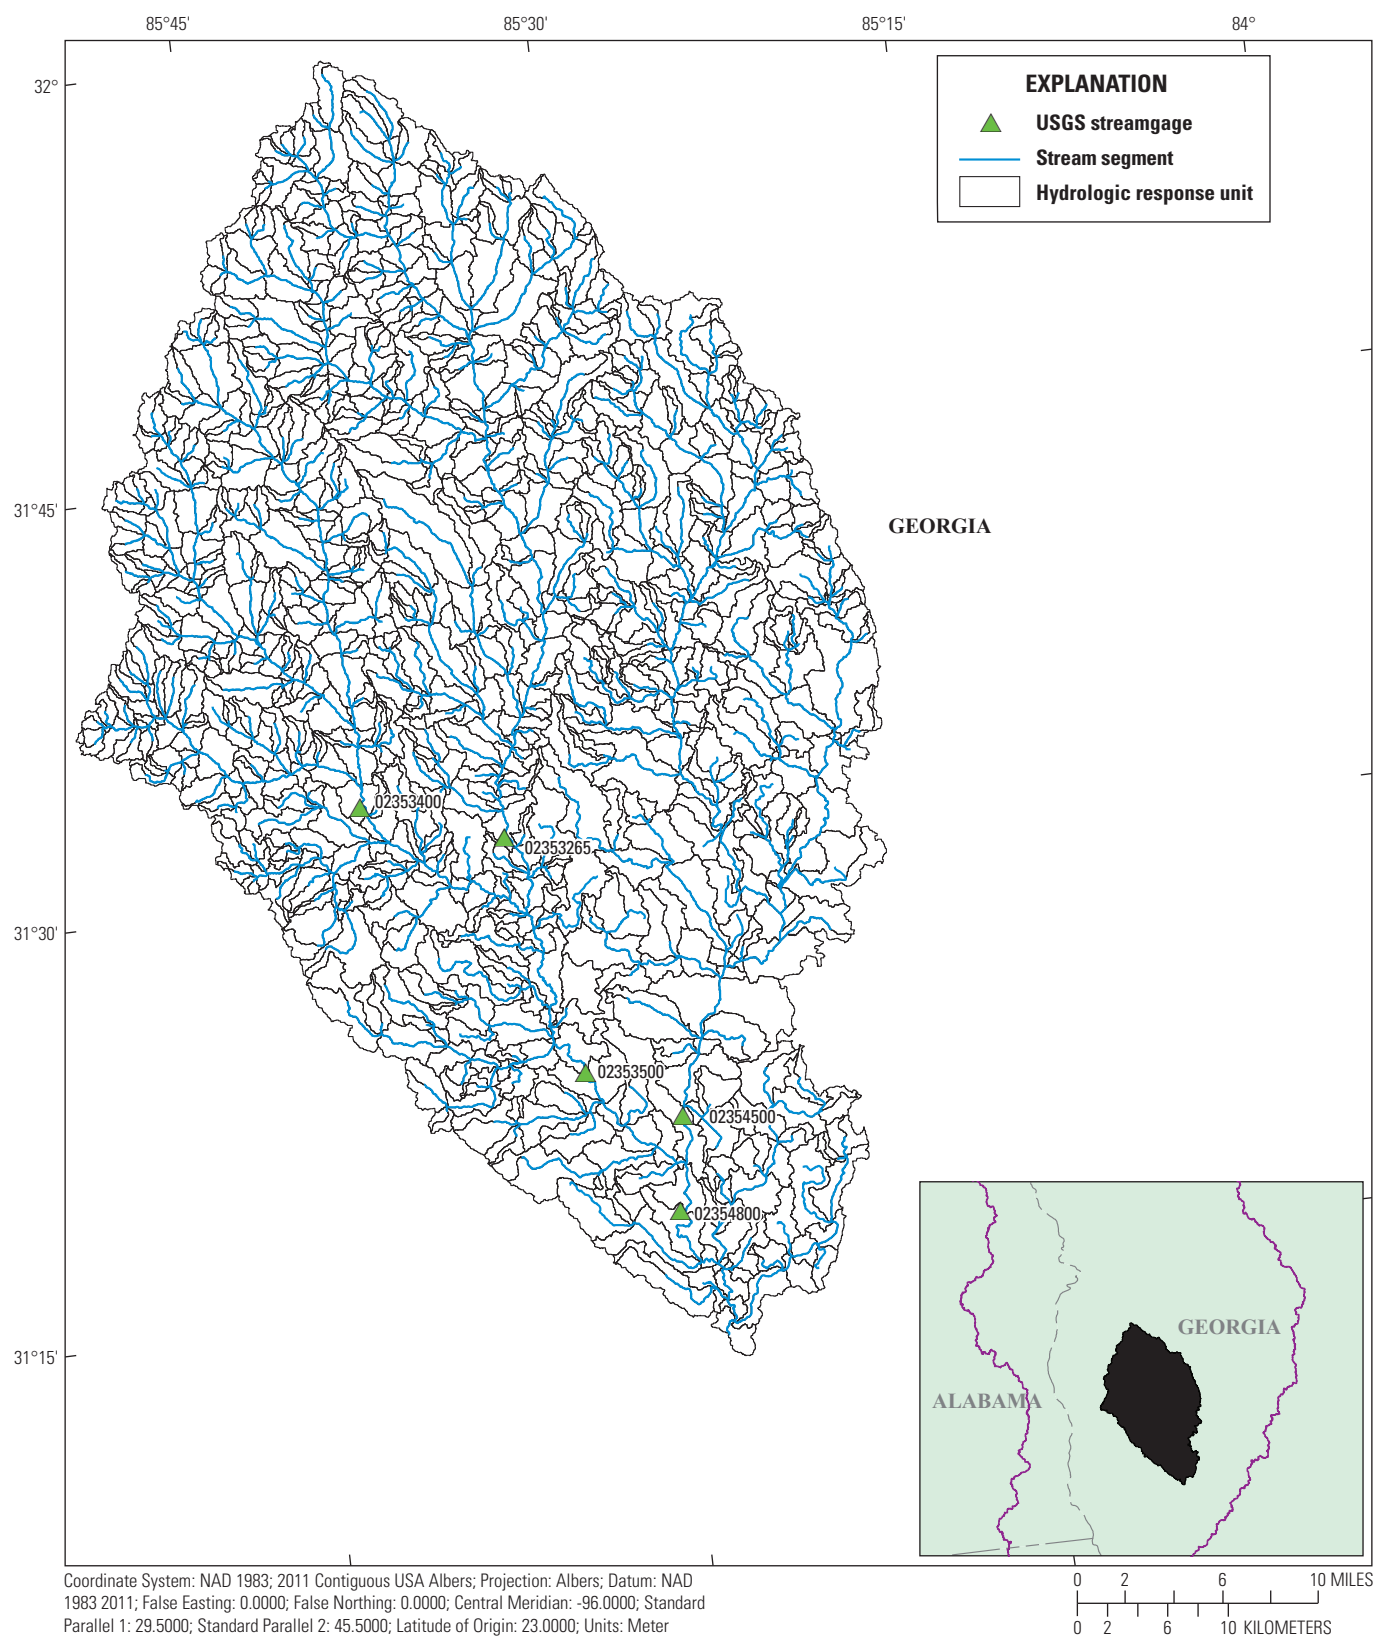 85°45'
85°30'
85°15'
84°
32°
EXPLANATION
USGS streamgage
Stream segment
Hydrologic response unit
31°45'
GEORGIA
02353400
02353265
31°30'
02353500
02354500
02354800
GEORGIA
31°15'
ALABAMA
Coordinate System: NAD 1983; 2011 Contiguous USA Albers; Projection: Albers; Datum: NAD
1983 2011; False Easting: 0.0000; False Northing: 0.0000; Central Meridian: -96.0000; Standard
Parallel 1: 29.5000; Standard Parallel 2: 45.5000; Latitude of Origin: 23.0000; Units: Meter
0 2 6 10 MILES
0 2 6 10 KILOMETERS